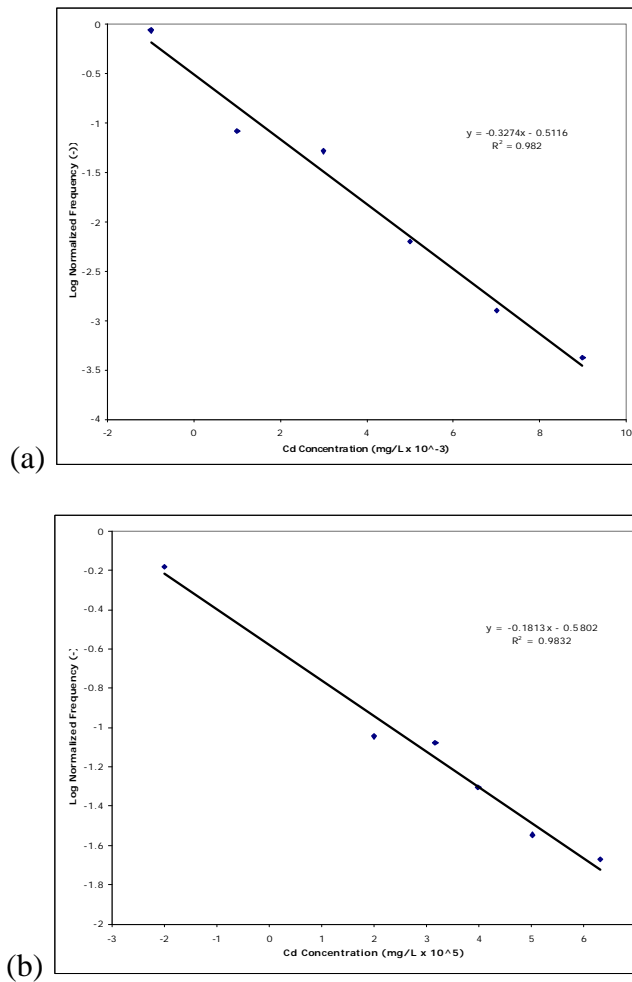 0
-0.5
-1
-1.5
-2
-2.5
-3
-3.5
-4
Log Normalized Frequency (-))
y = -0.3274x - 0.5116
R² = 0.982
-2 0 2 4 6 8 10
Cd Concentration (mg/L x 10^-3)
(a)
0
-0.2
-0.4
-0.6
-0.8
-1
-1.2
-1.4
-1.6
-1.8
-2
Log Normalized Frequency (-)
y = -0.1813x - 0.5802
R² = 0.9832
-3 -2 -1 0 1 2 3 4 5 6
Cd Concentration (mg/L x 10^5)
(b)